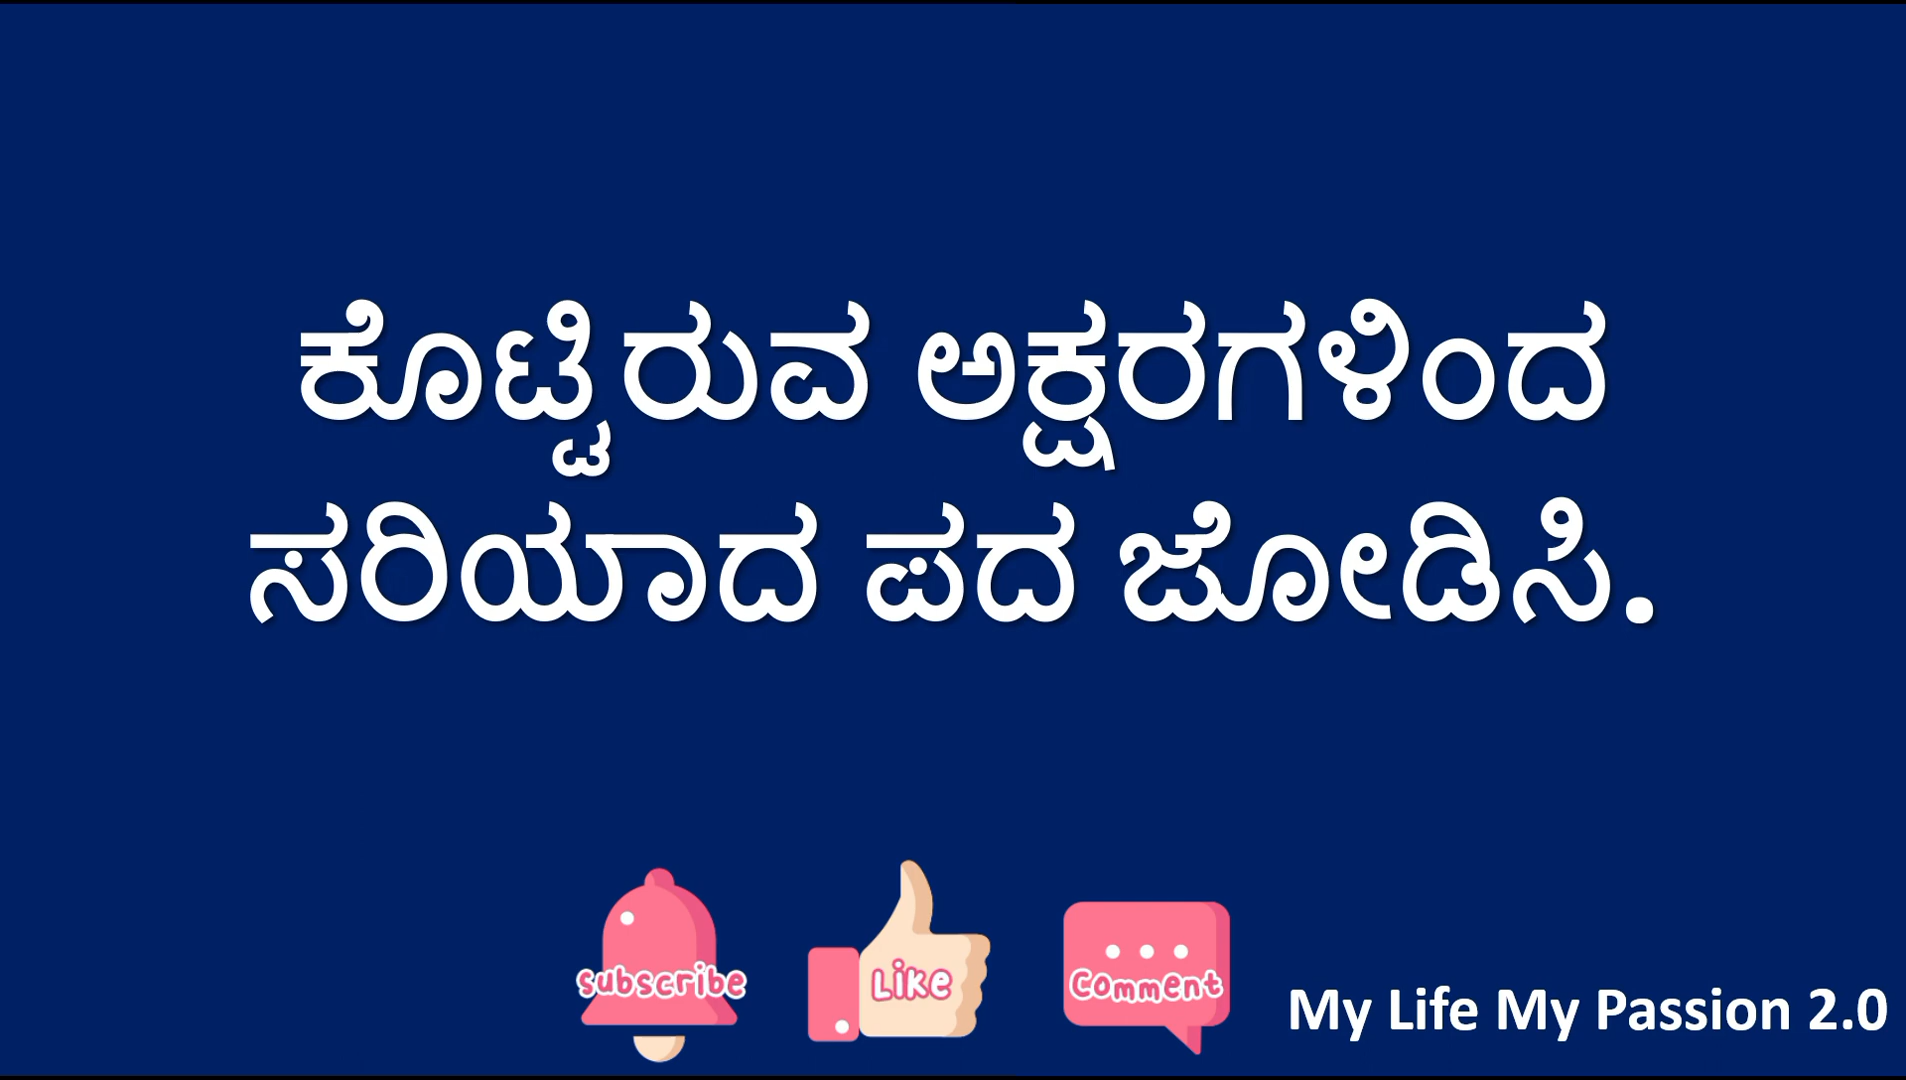 ಕೊಟ್ಟಿರುವ ಅಕ್ಷರಗಳಿಂದ
ಸರಿಯಾದ ಪದ ಜೋಡಿಸಿ.
subscribe
Like
Comment
My Life My Passion 2.0